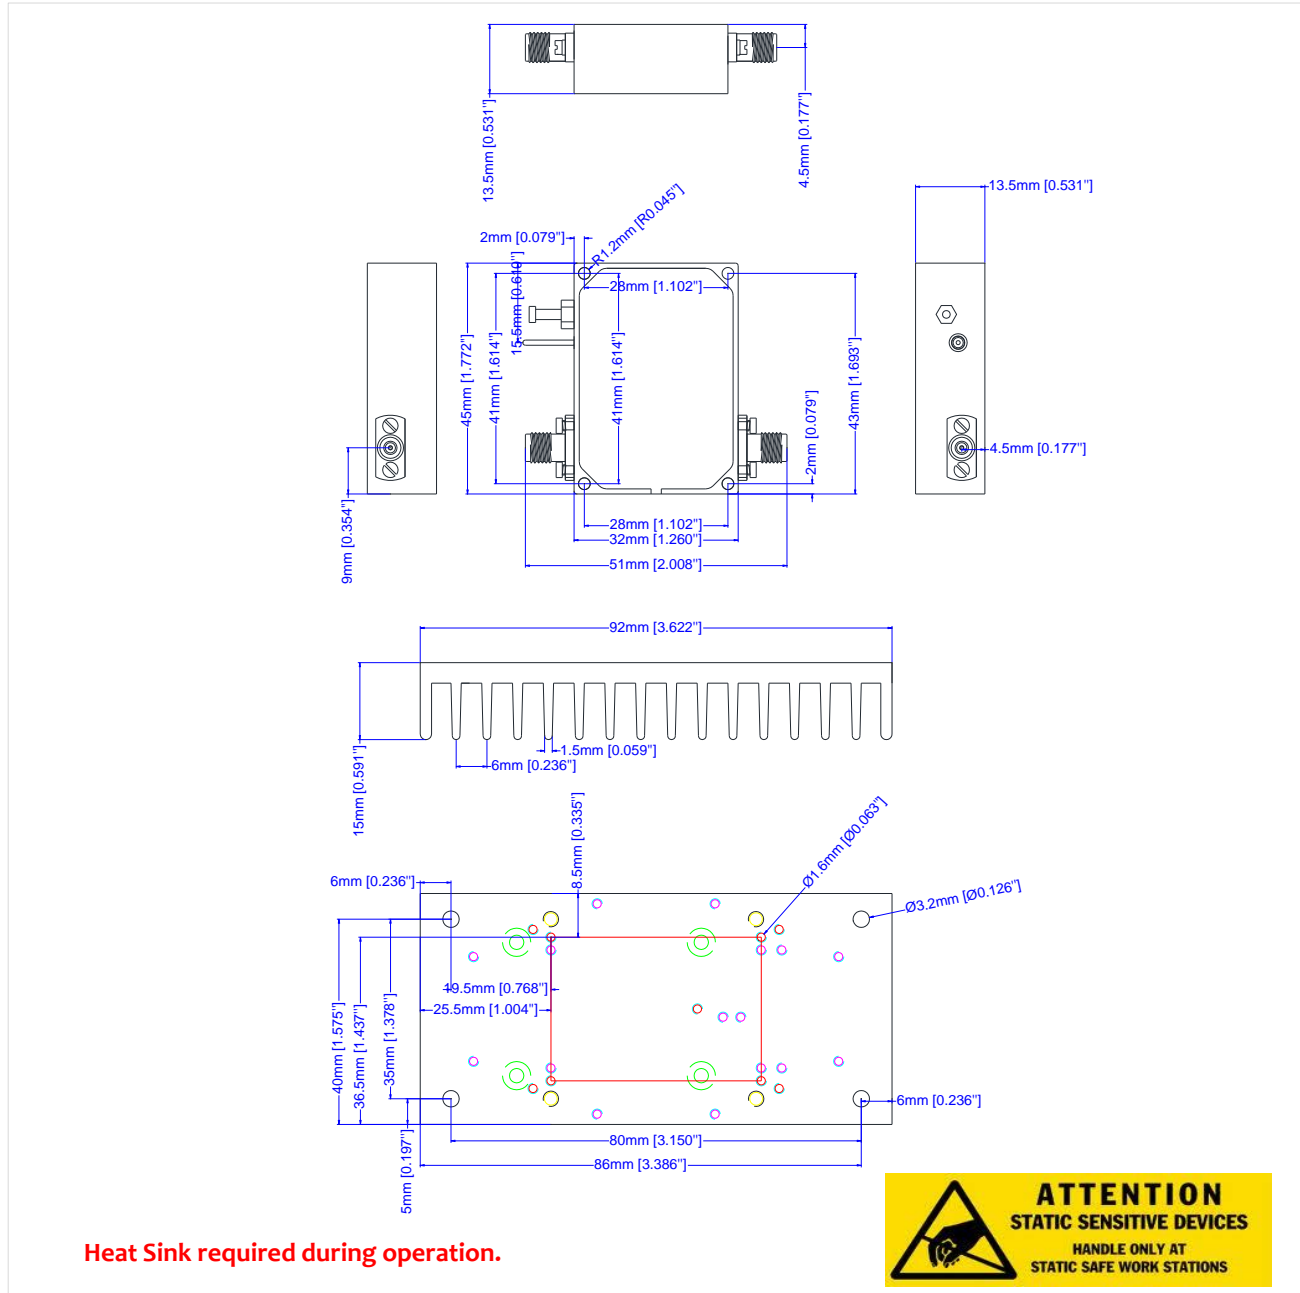 13.5mm [0.531"]
4.5mm [0.177"]
13.5mm [0.531"]
2mm [0.079"]
R1.2mm [R0.045"]
28mm [1.102"]
15.5mm [0.610"]
45mm [1.772"]
41mm [1.614"]
41mm [1.614"]
2mm [0.079"]
43mm [1.693"]
4.5mm [0.177"]
9mm [0.354"]
28mm [1.102"]
32mm [1.260"]
51mm [2.008"]
92mm [3.622"]
15mm [0.591"]
1.5mm [0.059"]
6mm [0.236"]
8.5mm [0.335"]
Ø1.6mm [Ø0.063"]
6mm [0.236"]
Ø3.2mm [Ø0.126"]
19.5mm [0.768"]
25.5mm [1.004"]
40mm [1.575"]
36.5mm [1.437"]
35mm [1.378"]
6mm [0.236"]
5mm [0.197"]
80mm [3.150"]
86mm [3.386"]
Heat Sink required during operation.
ATTENTION
STATIC SENSITIVE DEVICES
HANDLE ONLY AT
STATIC SAFE WORK STATIONS